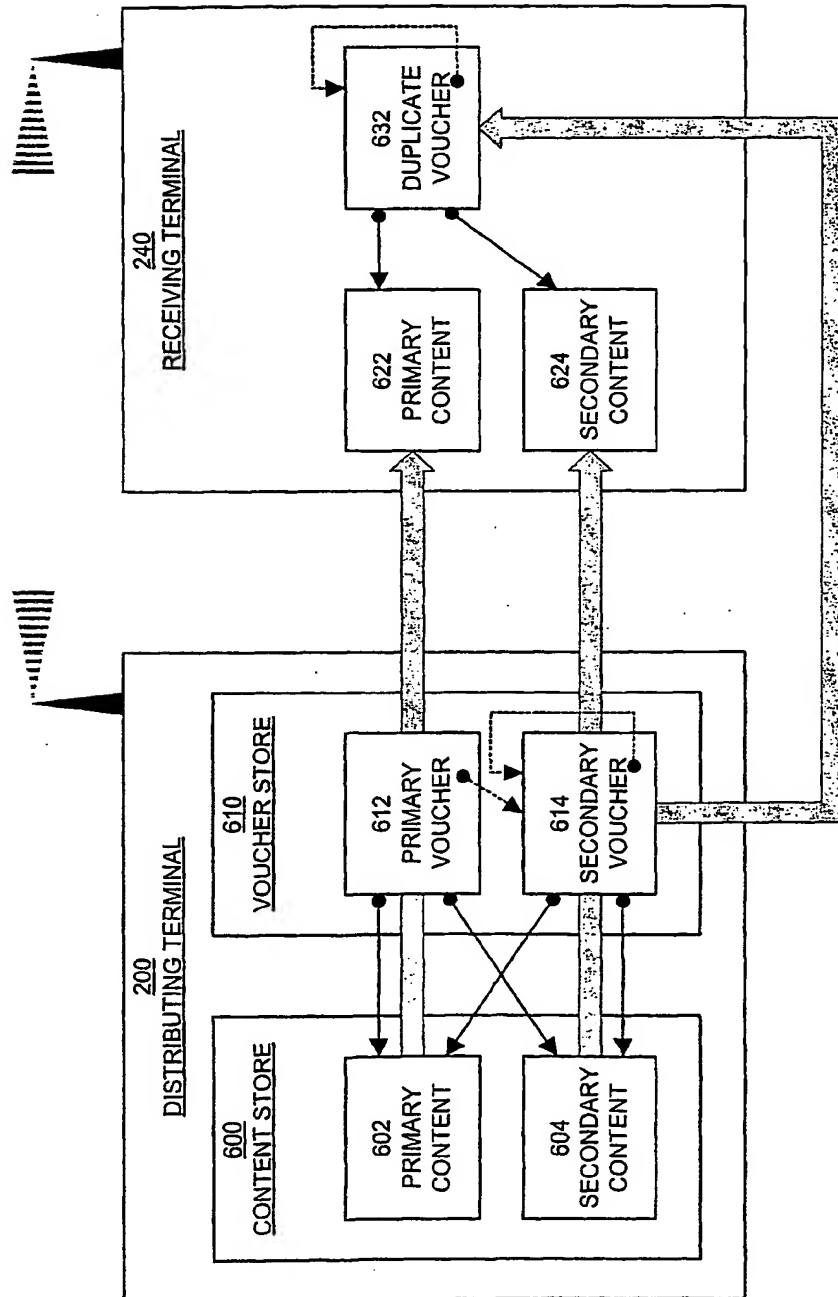 200
DISTRIBUTING TERMINAL
600
CONTENT STORE
602
PRIMARY
CONTENT
604
SECONDARY
CONTENT
610
VOUCHER STORE
612
PRIMARY
VOUCHER
614
SECONDARY
VOUCHER
240
RECEIVING TERMINAL
622
PRIMARY
CONTENT
624
SECONDARY
CONTENT
632
DUPLICATE
VOUCHER